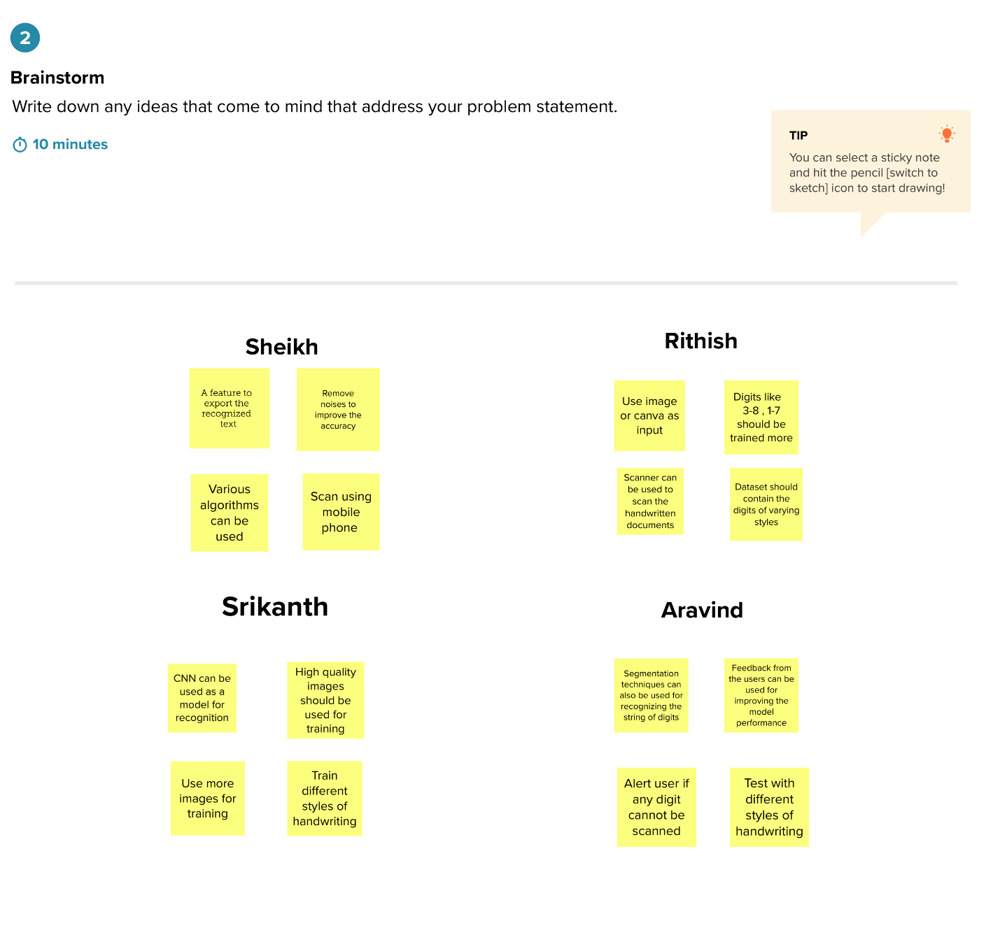 2
Brainstorm
Write down any ideas that come to mind that address your problem statement.
10 minutes
TIP
You can select a sticky note
and hit the pencil [switch to
sketch] icon to start drawing!
Sheikh
A feature to
export the
recognized
text
Remove
noises to
improve the
accuracy
Various
algorithms
can be
used
Scan using
mobile
phone
Rithish
Use image
or canva as
input
Digits like
3-8 , 1-7
should be
trained more
Scanner can
be used to
scan the
handwritten
documents
Dataset should
contain the
digits of varying
styles
Srikanth
CNN can be
used as a
model for
recognition
High quality
images
should be
used for
training
Use more
images for
training
Train
different
styles of
handwriting
Aravind
Segmentation
techniques can
also be used for
recognizing the
string of digits
Feedback from
the users can be
used for
improving the
model
performance
Alert user if
any digit
cannot be
scanned
Test with
different
styles of
handwriting